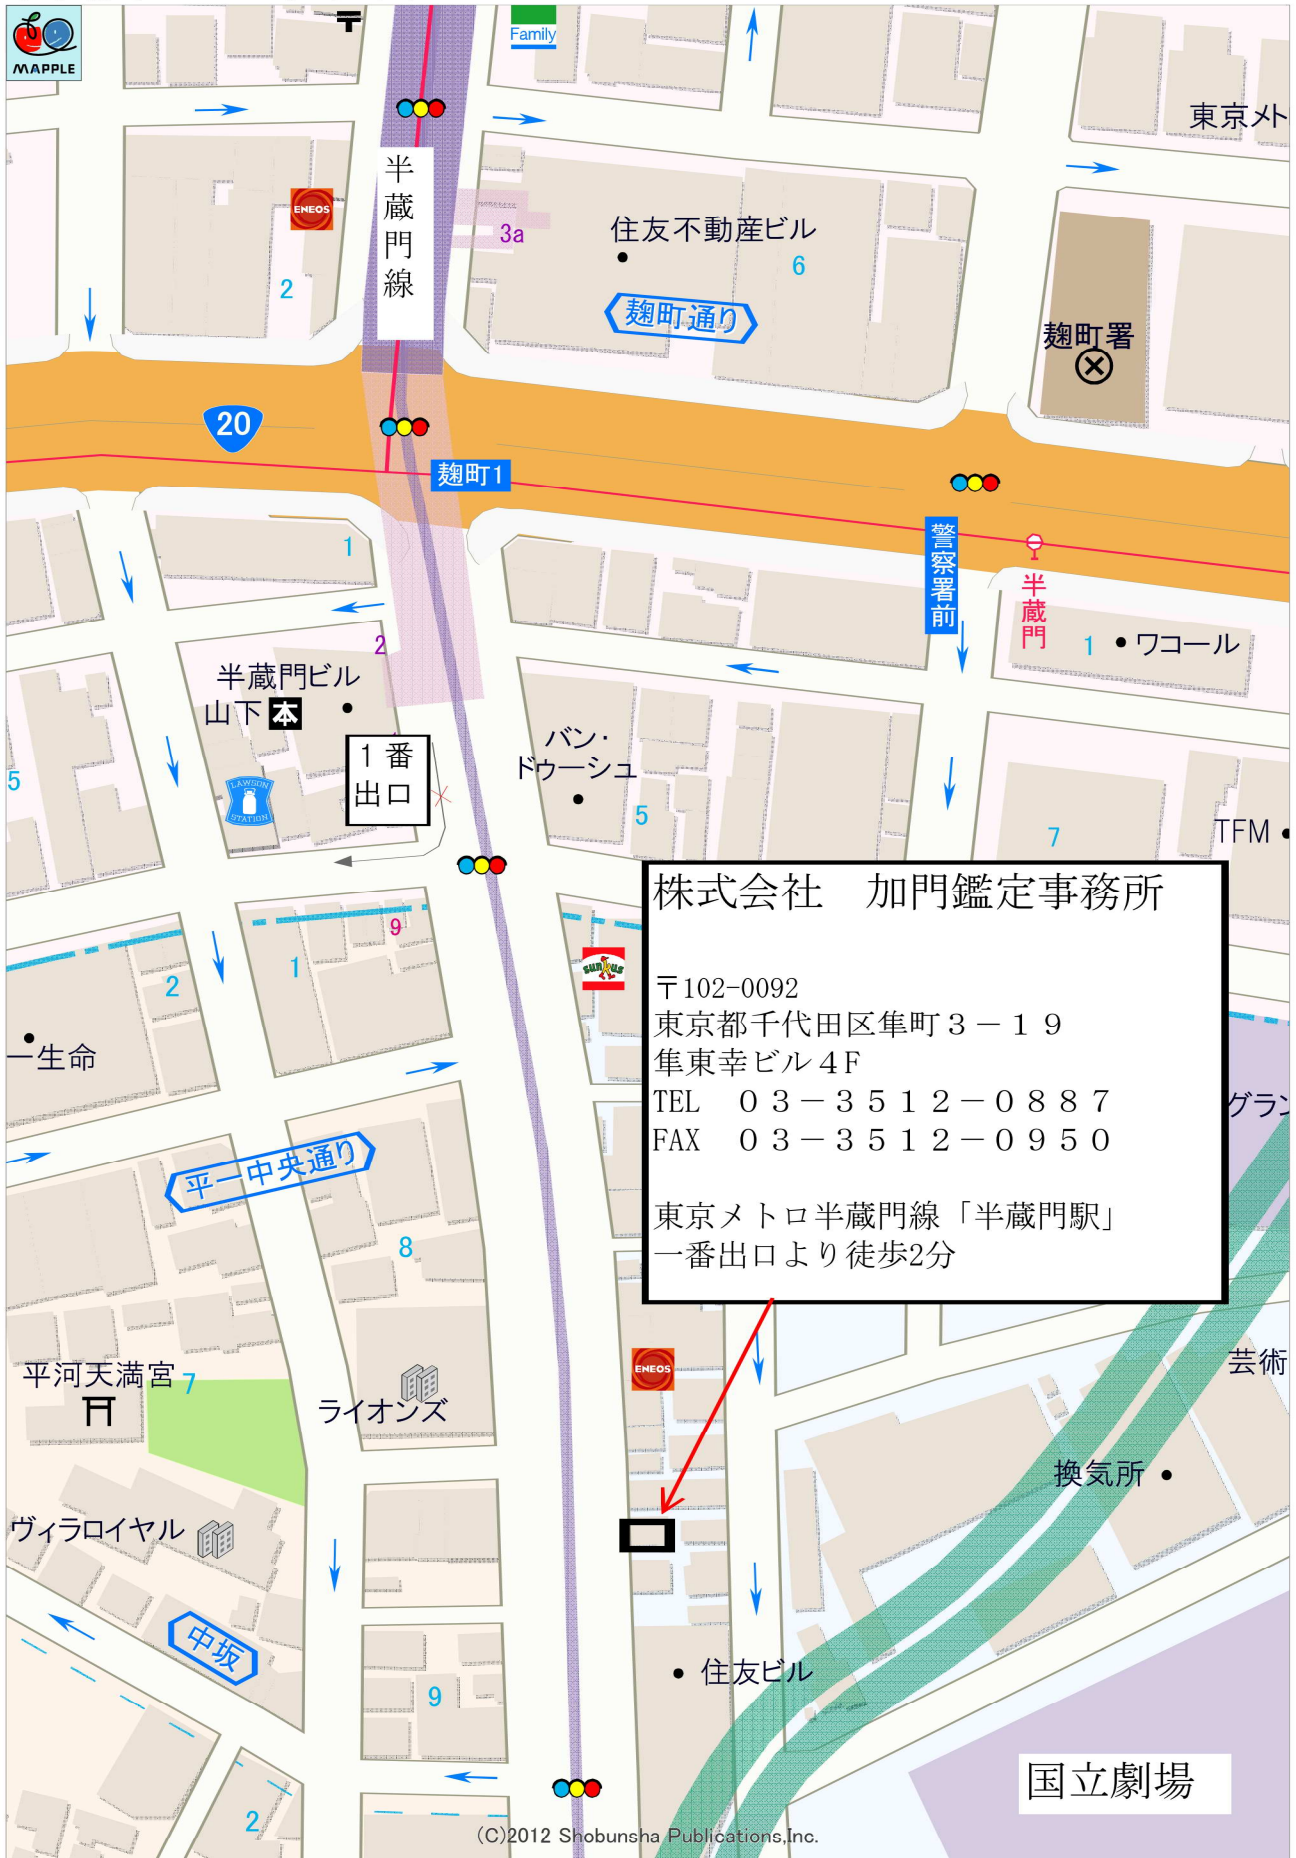 MAPPLE
〒
Family
東京メト
半蔵門線
ENEOS
3a
住友不動産ビル
6
2
麹町通り
麹町署
20
麹町1
警察署前
半蔵門
1
1
ワコール
2
半蔵門ビル
山下 本
バン・
ドゥーシュ
1番
出口
LAWSON
STATION
5
5
7
TFM
株式会社　加門鑑定事務所
〒102-0092
東京都千代田区隼町３－１９
隼東幸ビル４F
TEL　０３－３５１２－０８８７
FAX　０３－３５１２－０９５０
東京メトロ半蔵門線「半蔵門駅」
一番出口より徒歩2分
9
1
2
sunkus
一生命
グラン
平一中央通り
8
平河天満宮
7
ライオンズ
ENEOS
芸術
換気所
ヴィラロイヤル
中坂
住友ビル
9
国立劇場
2
(C)2012 Shobunsha Publications,Inc.